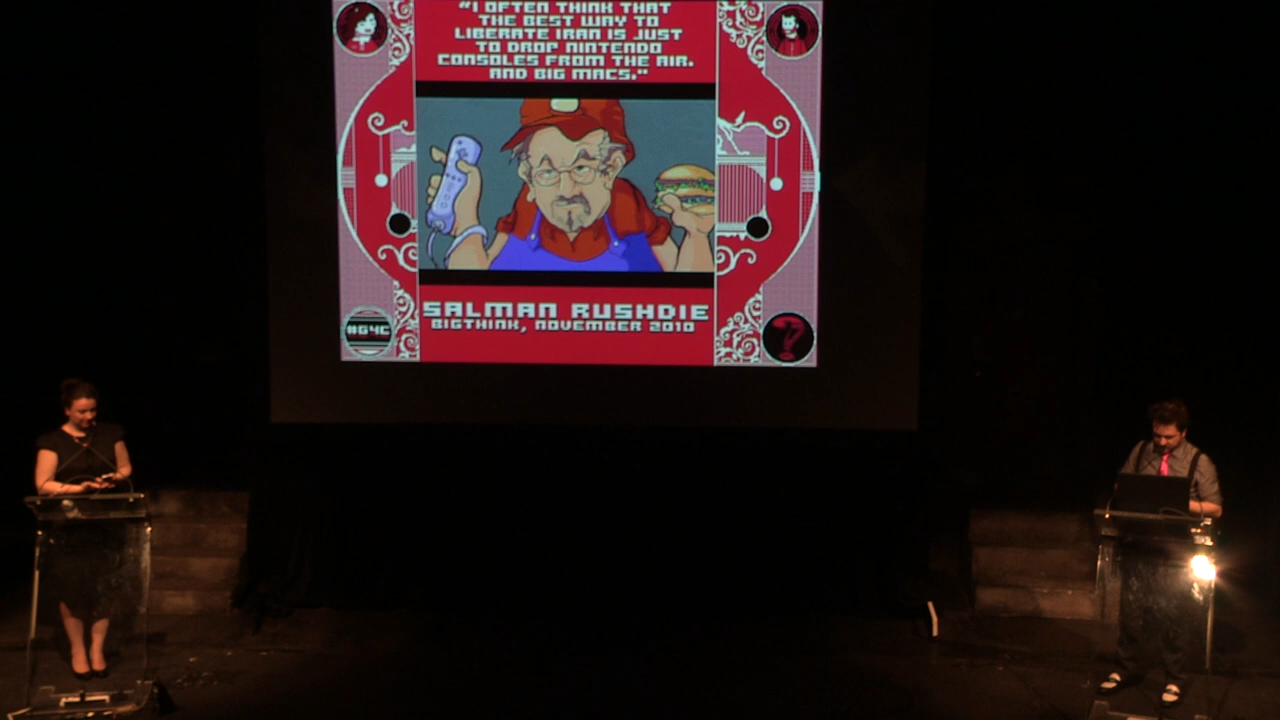 "I OFTEN THINK THAT
THE BEST WAY TO
LIBERATE IRAN IS JUST
TO DROP NINTENDO
CONSOLES FROM THE AIR.
AND BIG MACS."
SALMAN RUSHDIE
BIGTHINK, NOVEMBER 2010
#G4C